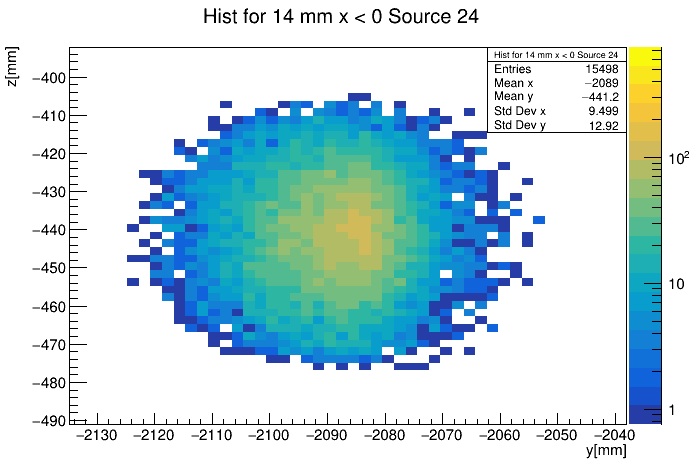 Hist for 14 mm x < 0 Source 24
z[mm]
−400
−410
−420
−430
−440
−450
−460
−470
−480
−490
Hist for 14 mm x < 0 Source 24
Entries 15498
Mean x −2089
Mean y −441.2
Std Dev x 9.499
Std Dev y 12.92
10²
10
1
−2130 −2120 −2110 −2100 −2090 −2080 −2070 −2060 −2050 −2040
y[mm]